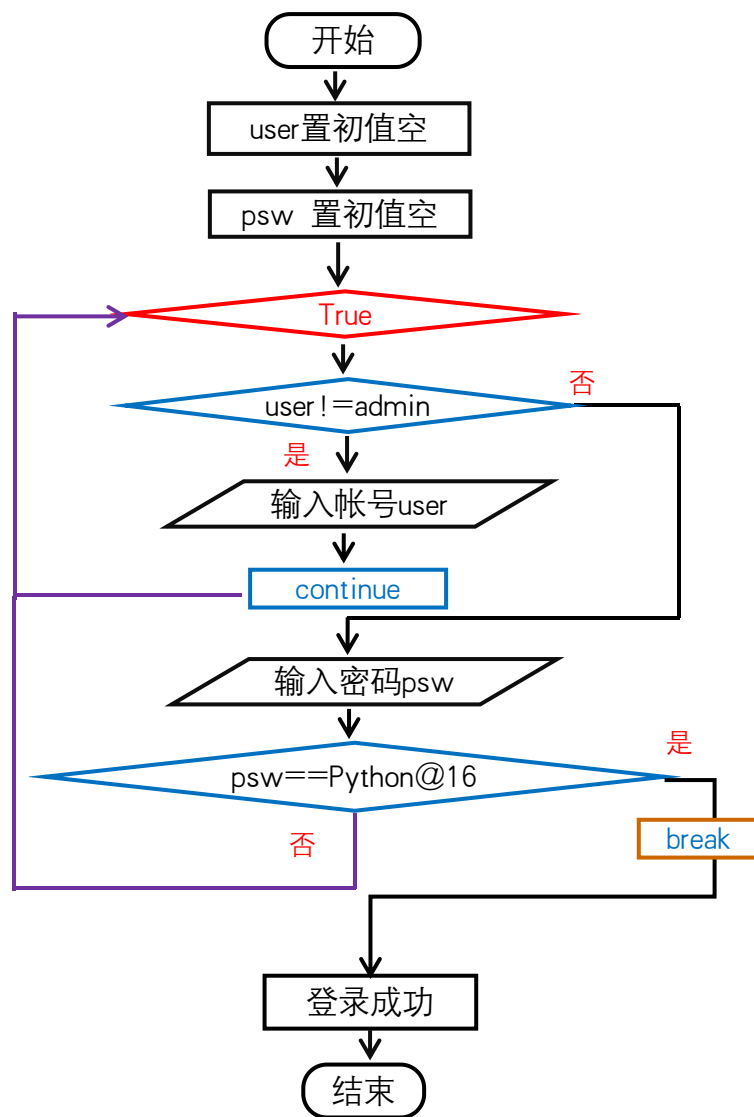 开始
user置初值空
psw 置初值空
True
user!=admin
否
是
输入帐号user
continue
输入密码psw
psw==Python@16
是
否
break
登录成功
结束